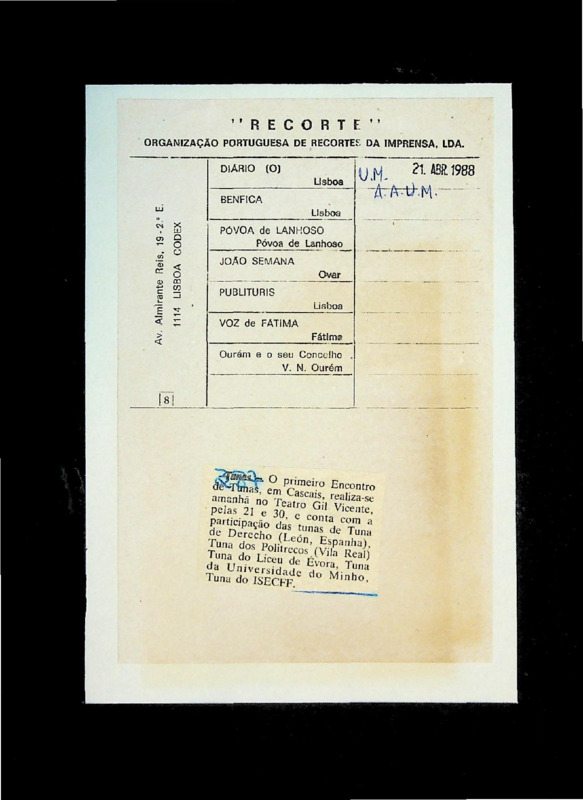 "RECORTE"
ORGANIZAÇÃO PORTUGUESA DE RECORTES DA IMPRENSA, LDA.
Av. Almirante Reis, 19 - 2.º E.
1114 LISBOA CODEX
8
DIÁRIO (O)
Lisboa
BENFICA
Lisboa
PÓVOA de LANHOSO
Póvoa de Lanhoso
JOÃO SEMANA
Ovar
PUBLITURIS
Lisboa
VOZ de FÁTIMA
Fátima
Ourém e o seu Concelho
V. N. Ourém
21. ABR. 1988
U.M.
A.A.U.M.
Tunas – O primeiro Encontro
de Tunas, em Cascais, realiza-se
amanhã no Teatro Gil Vicente,
pelas 21 e 30, e conta com a
participação das tunas de Tuna
de Derecho (León, Espanha),
Tuna dos Politrecos (Vila Real)
Tuna do Liceu de Évora, Tuna
da Universidade do Minho,
Tuna do ISECFF.